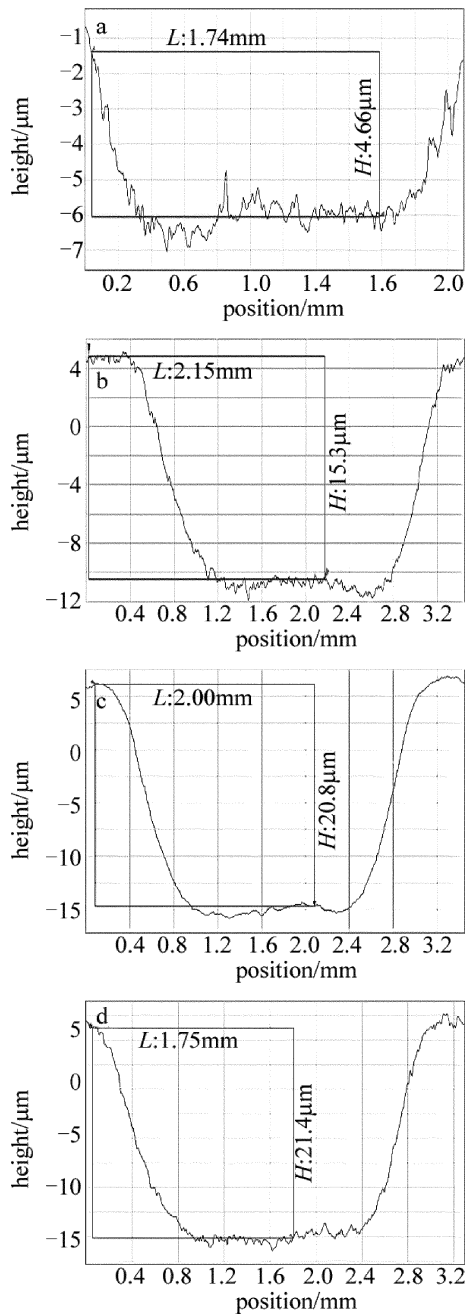 a
L:1.74mm
H:4.66μm
height/μm
−1
−2
−3
−4
−5
−6
−7
0.2 0.6 1.0 1.4 1.6 2.0
position/mm
b
L:2.15mm
H:15.3μm
height/μm
4
0
−4
−8
−12
0.4 0.8 1.2 1.6 2.0 2.4 2.8 3.2
position/mm
c
L:2.00mm
H:20.8μm
height/μm
5
0
−5
−10
−15
0.4 0.8 1.2 1.6 2.0 2.4 2.8 3.2
position/mm
d
L:1.75mm
H:21.4μm
height/μm
5
0
−5
−10
−15
0.4 0.8 1.2 1.6 2.0 2.4 2.8 3.2
position/mm